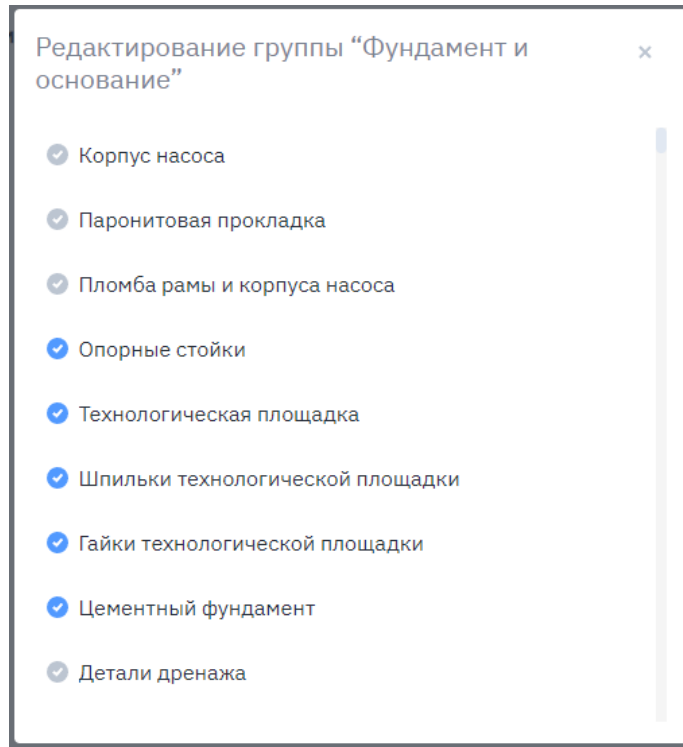 Редактирование группы “Фундамент и
основание”
Корпус насоса
Паронитовая прокладка
Пломба рамы и корпуса насоса
Опорные стойки
Технологическая площадка
Шпильки технологической площадки
Гайки технологической площадки
Цементный фундамент
Детали дренажа